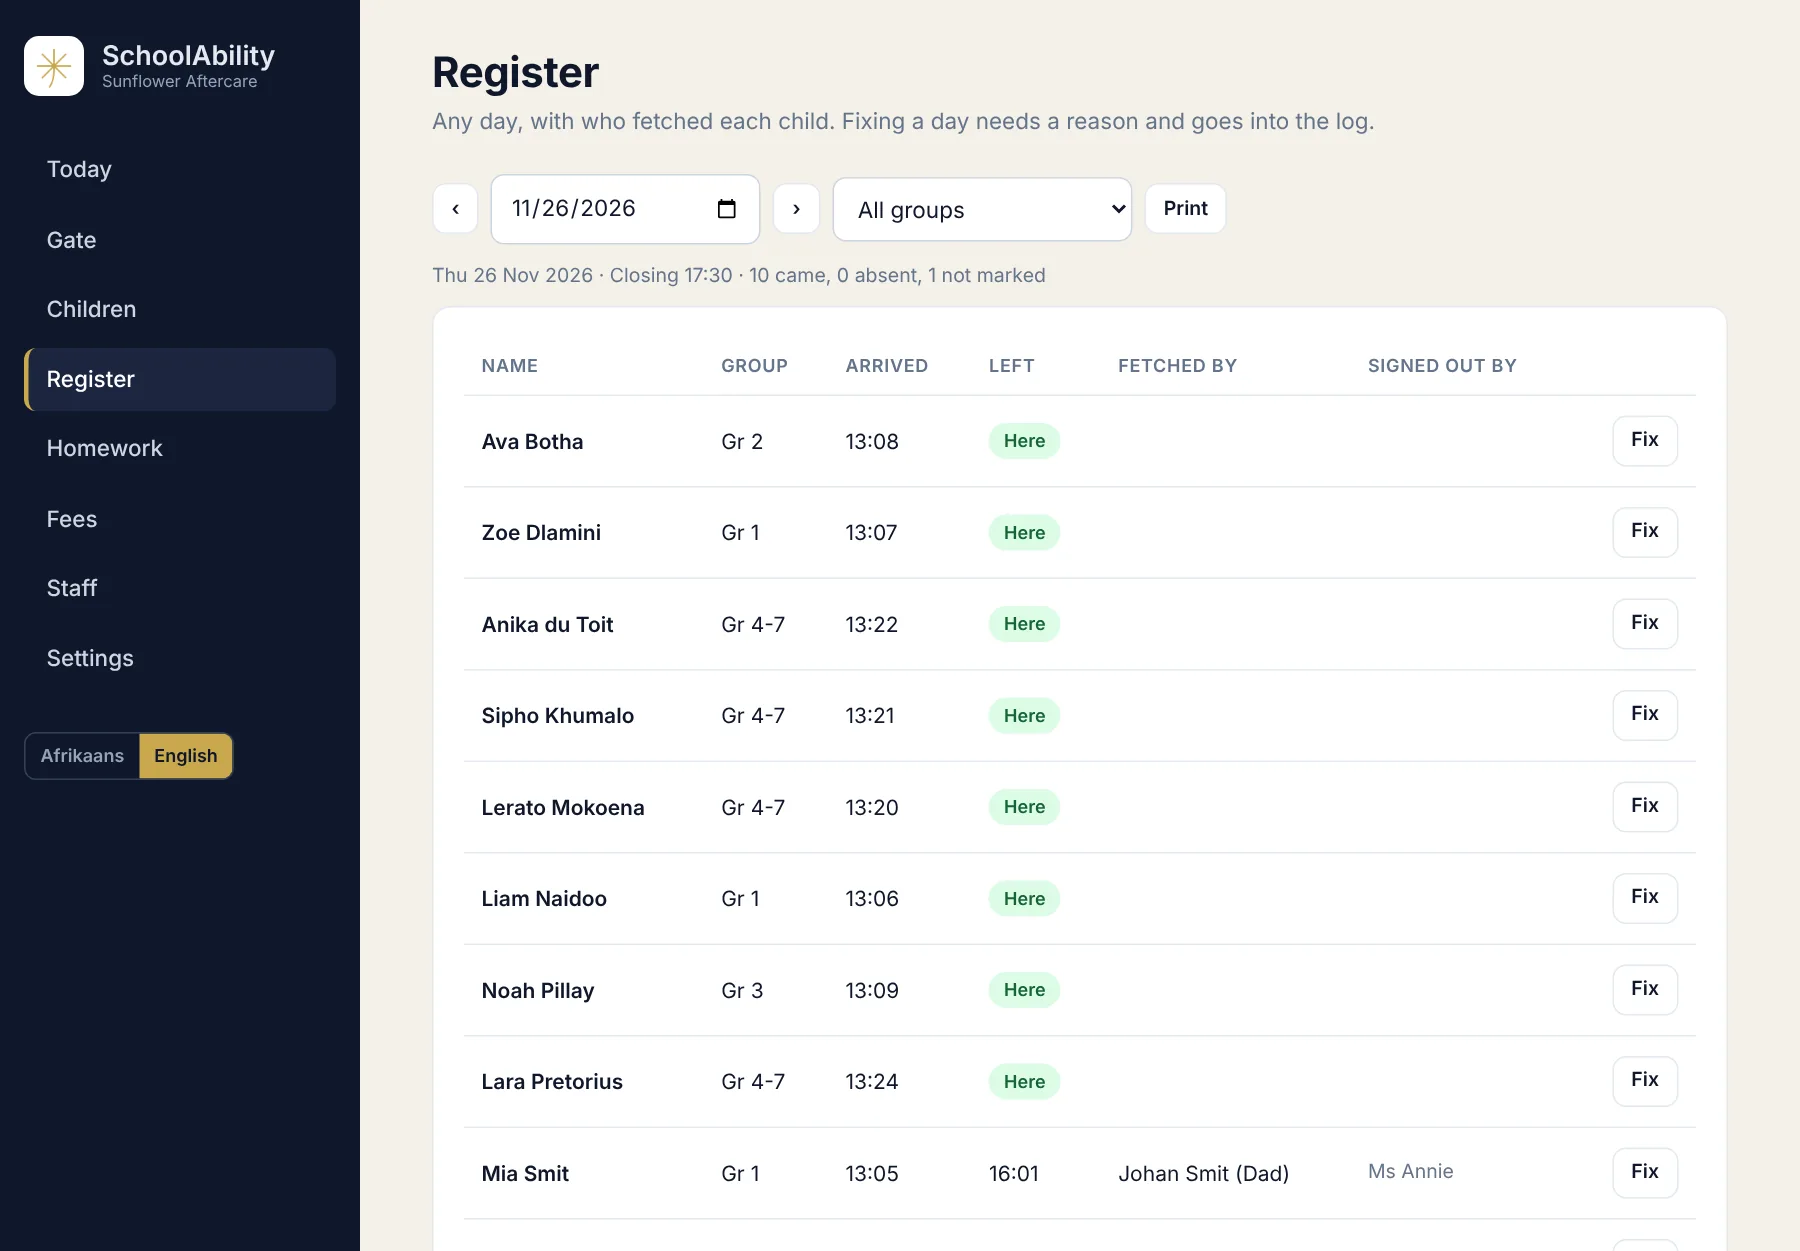 SchoolAbility
Sunflower Aftercare
Today
Gate
Children
Register
Homework
Fees
Staff
Settings
Afrikaans English
Register
Any day, with who fetched each child. Fixing a day needs a reason and goes into the log.
‹ 11/26/2026 › All groups Print
Thu 26 Nov 2026 · Closing 17:30 · 10 came, 0 absent, 1 not marked
NAME GROUP ARRIVED LEFT FETCHED BY SIGNED OUT BY
Ava Botha Gr 2 13:08 Here Fix
Zoe Dlamini Gr 1 13:07 Here Fix
Anika du Toit Gr 4-7 13:22 Here Fix
Sipho Khumalo Gr 4-7 13:21 Here Fix
Lerato Mokoena Gr 4-7 13:20 Here Fix
Liam Naidoo Gr 1 13:06 Here Fix
Noah Pillay Gr 3 13:09 Here Fix
Lara Pretorius Gr 4-7 13:24 Here Fix
Mia Smit Gr 1 13:05 16:01 Johan Smit (Dad) Ms Annie Fix